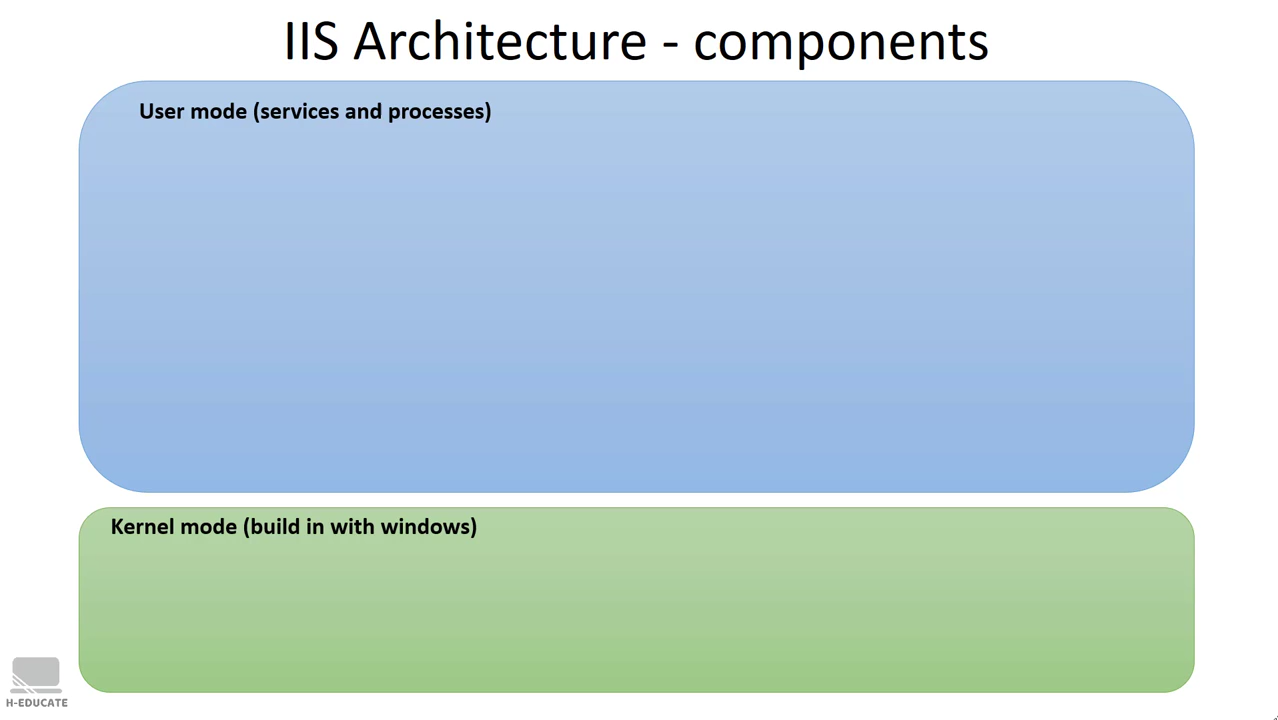 IIS Architecture - components
User mode (services and processes)
Kernel mode (build in with windows)
H-EDUCATE